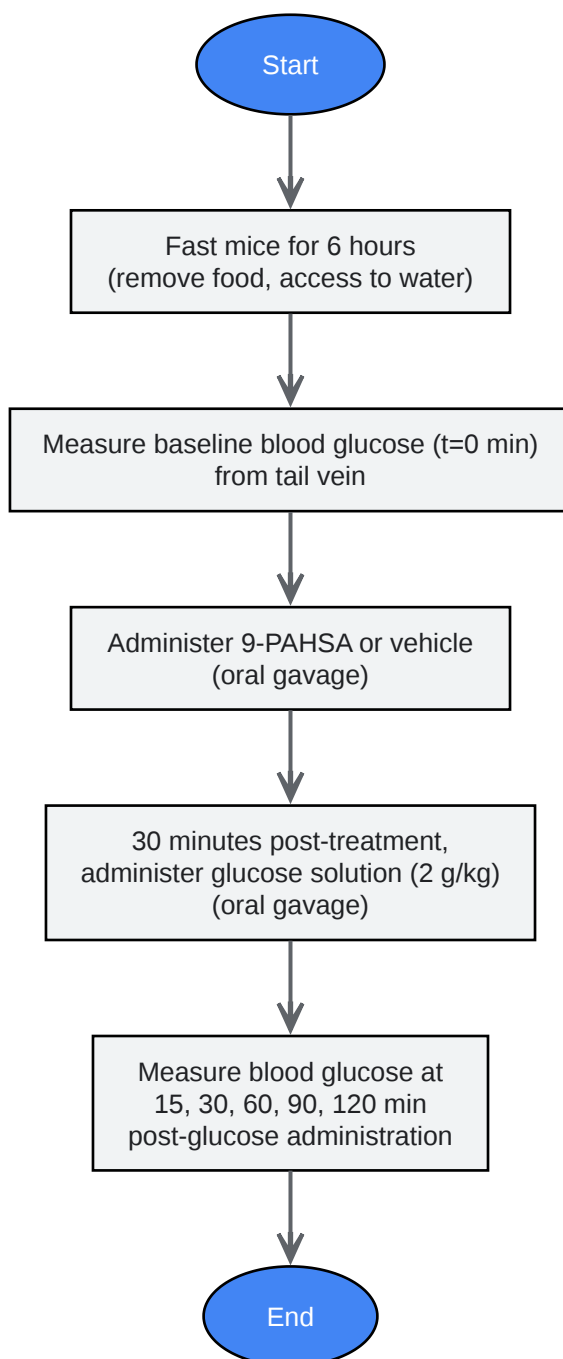 Start
Fast mice for 6 hours
(remove food, access to water)
Measure baseline blood glucose (t=0 min)
from tail vein
Administer 9-PAHSA or vehicle
(oral gavage)
30 minutes post-treatment,
administer glucose solution (2 g/kg)
(oral gavage)
Measure blood glucose at
15, 30, 60, 90, 120 min
post-glucose administration
End